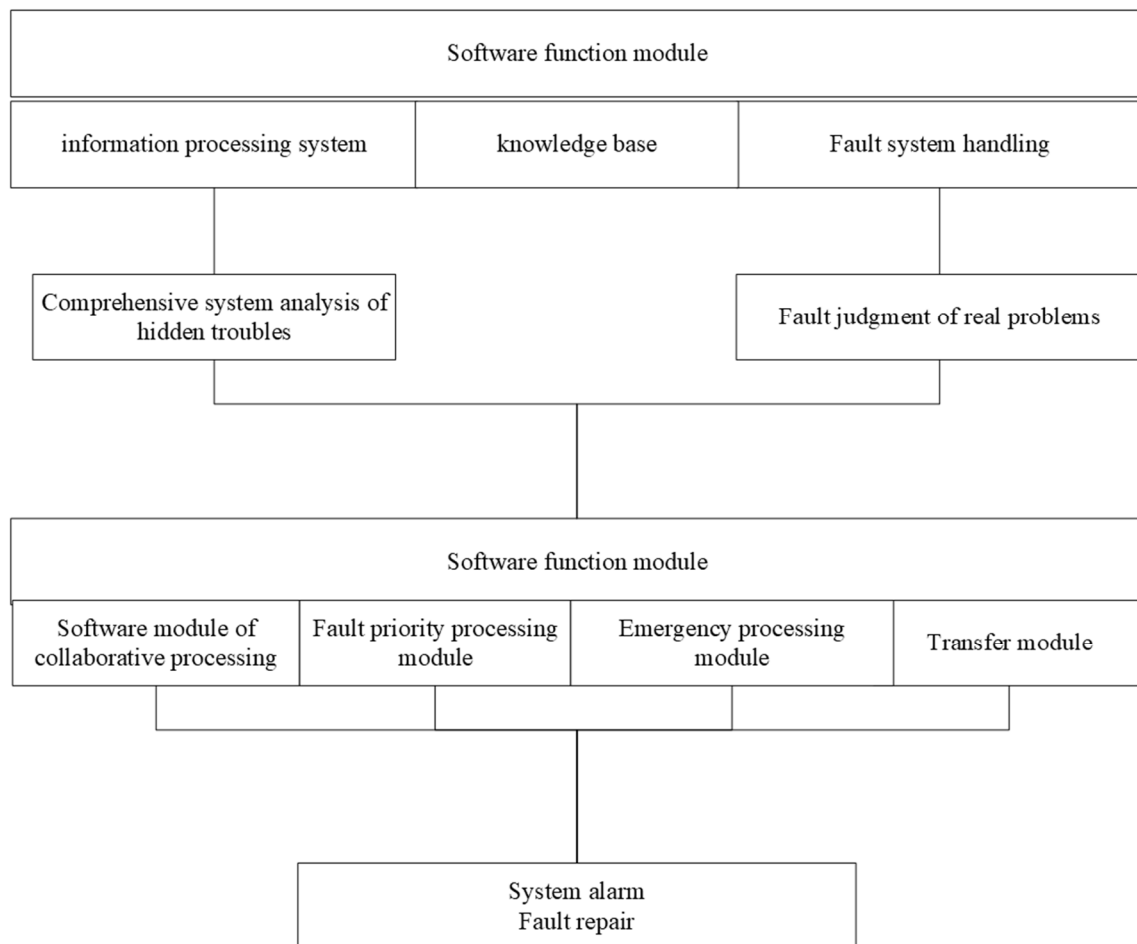 Software function module
information processing system
knowledge base
Fault system handling
Comprehensive system analysis of
hidden troubles
Fault judgment of real problems
Software function module
Software module of
collaborative processing
Fault priority processing
module
Emergency processing
module
Transfer module
System alarm
Fault repair